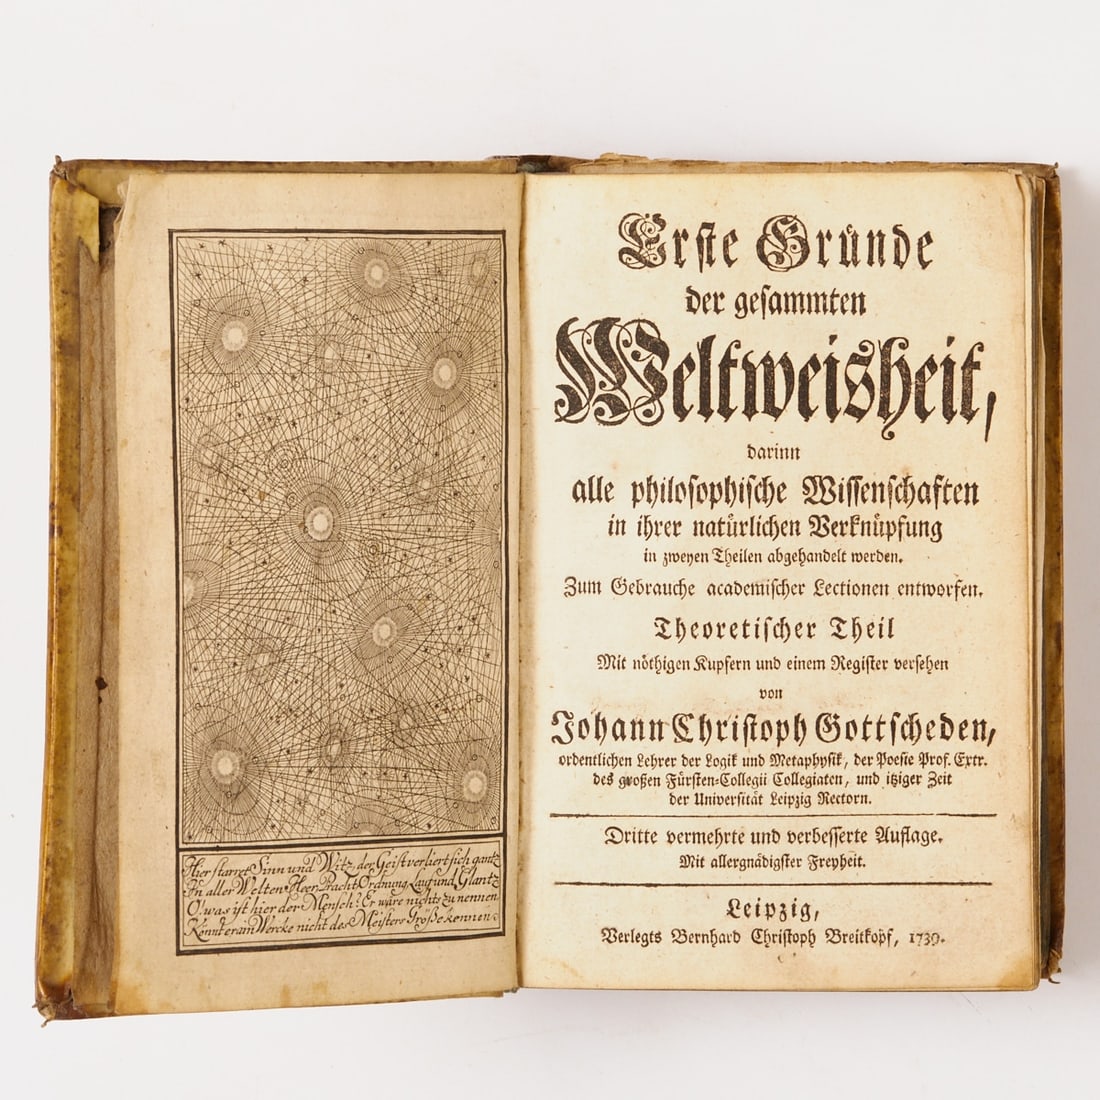 Hier starret Sinn und Witz, der Geist verliert sich gantz
In aller Welten Heer, Pracht, Ordnung, Lauf und Glantz
O! was ist hier der Mensch? Er wäre nichts zu nennen
Könnt er am Wercke nicht des Meisters Größe kennen.
Erste Gründe
der gesammten
Weltweisheit,
darinn
alle philosophische Wissenschaften
in ihrer natürlichen Verknüpfung
in zweyen Theilen abgehandelt werden.
Zum Gebrauche academischer Lectionen entworfen.
Theoretischer Theil
Mit nöthigen Kupfern und einem Register versehen
von
Johann Christoph Gottscheden,
ordentlichen Lehrer der Logik und Metaphysik, der Poesie Prof. Extr.
des großen Fürsten-Collegii Collegiaten, und itziger Zeit
der Universität Leipzig Rectorn.
Dritte vermehrte und verbesserte Auflage.
Mit allergnädigster Freyheit.
Leipzig,
Verlegts Bernhard Christoph Breitkopf, 1739.